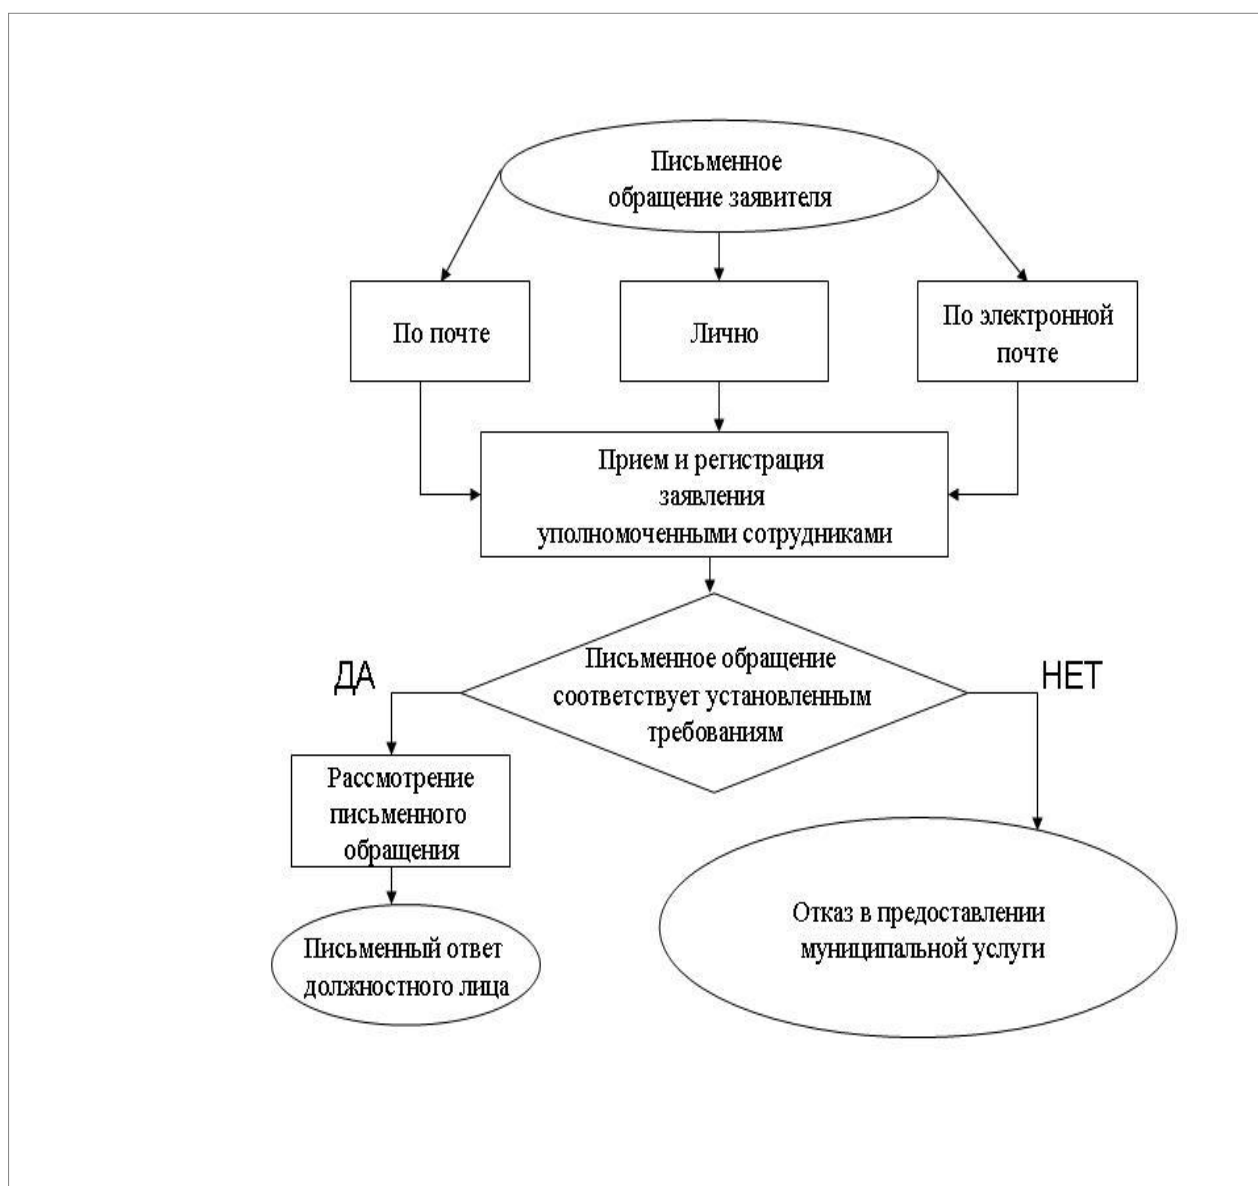 Письменное
обращение заявителя
По почте
Лично
По электронной
почте
Прием и регистрация
заявления
уполномоченными сотрудниками
Письменное обращение
соответствует установленным
требованиям
ДА
НЕТ
Рассмотрение
письменного
обращения
Письменный ответ
должностного лица
Отказ в предоставлении
муниципальной услуги